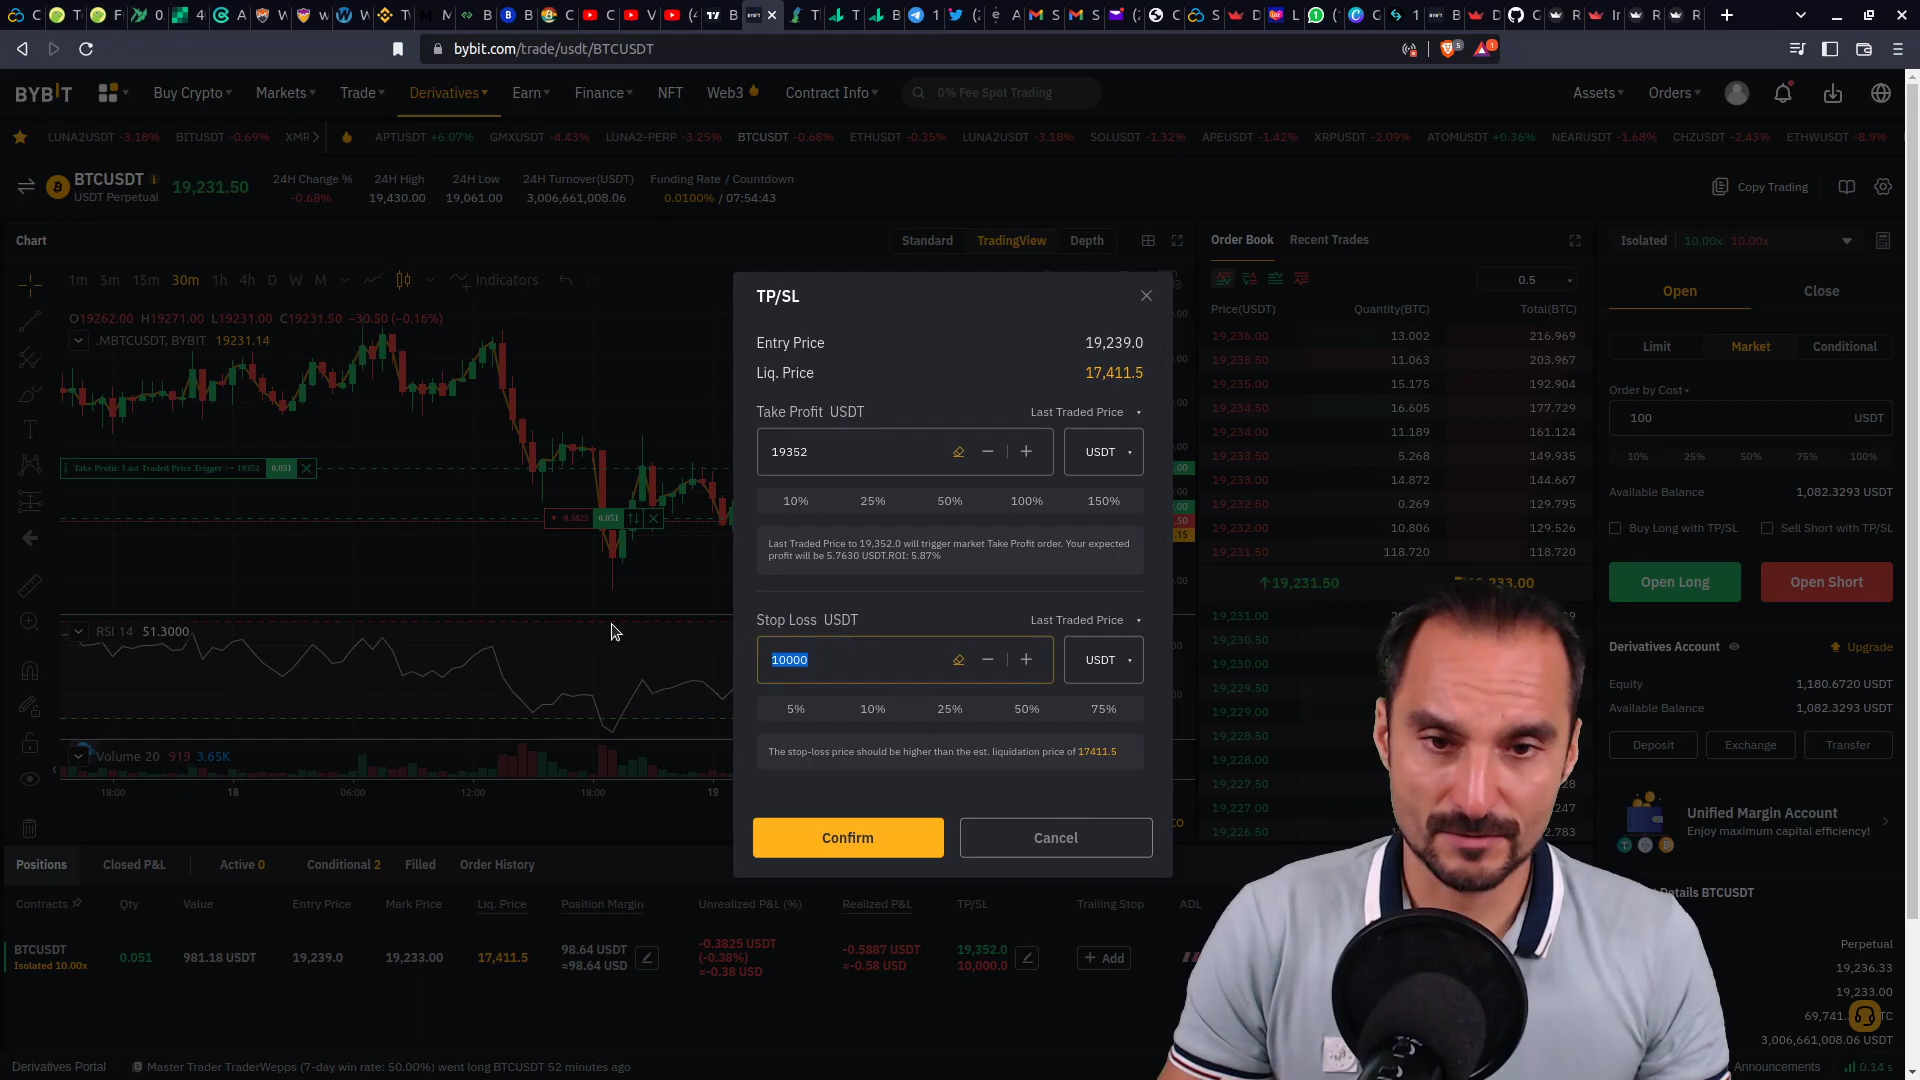 bybit.com/trade/usdt/BTCUSDT
BYBIT Buy Crypto Markets Trade Derivatives Earn Finance NFT Web3 Contract Info 0% Fee Spot Trading Assets Orders
LUNA2USDT -3.18% BITUSDT -0.69% XMR APTUSDT +6.07% GMXUSDT -4.43% LUNA2-PERP -3.25% BTCUSDT -0.68% ETHUSDT -0.35% LUNA2USDT -3.18% SOLUSDT -1.32% APEUSDT -1.42% XRPUSDT -2.09% ATOMUSDT +0.36% NEARUSDT -1.68% CHZUSDT -2.43% ETHWUSDT -8.9%
BTCUSDT
USDT Perpetual
19,231.50
24H Change %
-0.68%
24H High
19,430.00
24H Low
19,061.00
24H Turnover(USDT)
3,006,661,008.06
Funding Rate / Countdown
0.0100% / 07:54:43
Copy Trading
Chart Standard TradingView Depth
1m 5m 15m 30m 1h 4h D W M Indicators
O19262.00 H19271.00 L19231.00 C19231.50 -30.50 (-0.16%)
.MBTCUSDT, BYBIT 19231.14
Take Profit: Last Traded Price Trigger >= 19352 0.051
-0.3825 0.051
RSI 14 51.3000
Volume 20 919 3.65K
18:00 18 06:00 12:00 18:00 19
TP/SL
Entry Price 19,239.0
Liq. Price 17,411.5
Take Profit USDT Last Traded Price
19352 USDT
10% 25% 50% 100% 150%
Last Traded Price to 19,352.0 will trigger market Take Profit order. Your expected
profit will be 5.7630 USDT.ROI: 5.87%
Stop Loss USDT Last Traded Price
10000 USDT
5% 10% 25% 50% 75%
The stop-loss price should be higher than the est. liquidation price of 17411.5
Confirm Cancel
Order Book Recent Trades
0.5
Price(USDT) Quantity(BTC) Total(BTC)
19,236.00 13.002 216.969
19,235.50 11.063 203.967
19,235.00 15.175 192.904
19,234.50 16.605 177.729
19,234.00 11.189 161.124
19,233.50 5.268 149.935
19,233.00 14.872 144.667
19,232.50 0.269 129.795
19,232.00 10.806 129.526
19,231.50 118.720 118.720
19,231.50 19,233.00
19,231.00
19,230.50
19,230.00
19,229.50
19,229.00
19,228.50
19,228.00
19,227.50
19,227.00
19,226.50
Isolated 10.00x 10.00x
Open Close
Limit Market Conditional
Order by Cost
100 USDT
10% 25% 50% 75% 100%
Available Balance 1,082.3293 USDT
Buy Long with TP/SL Sell Short with TP/SL
Open Long Open Short
Derivatives Account Upgrade
Equity 1,180.6720 USDT
Available Balance 1,082.3293 USDT
Deposit Exchange Transfer
Unified Margin Account
Enjoy maximum capital efficiency!
Details BTCUSDT
Perpetual
19,236.33
19,233.00
3,006,661,008.06 USDT
Positions Closed P&L Active 0 Conditional 2 Filled Order History
Contracts Qty Value Entry Price Mark Price Liq. Price Position Margin Unrealized P&L (%) Realized P&L TP/SL Trailing Stop ADL
BTCUSDT
Isolated 10.00x
0.051 981.18 USDT 19,239.0 19,233.00 17,411.5
98.64 USDT
≈98.64 USD
-0.3825 USDT
(-0.38%)
≈-0.38 USD
-0.5887 USDT
≈-0.58 USD
19,352.0
10,000.0
+ Add
Derivatives Portal Master Trader TraderWepps (7-day win rate: 50.00%) went long BTCUSDT 52 minutes ago Announcements 0.14 s